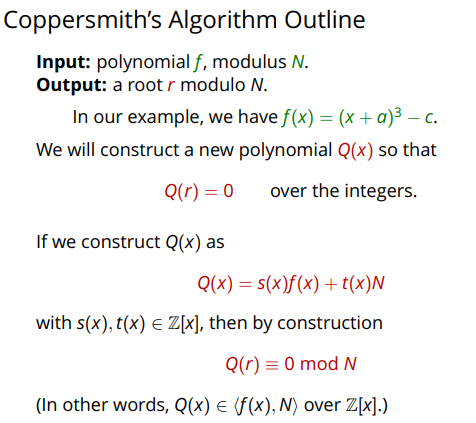 Coppersmith's Algorithm Outline
Input: polynomial f, modulus N.
Output: a root r modulo N.
In our example, we have f(x) = (x + a)³ − c.
We will construct a new polynomial Q(x) so that
Q(r) = 0 over the integers.
If we construct Q(x) as
Q(x) = s(x)f(x) + t(x)N
with s(x), t(x) ∈ ℤ[x], then by construction
Q(r) ≡ 0 mod N
(In other words, Q(x) ∈ ⟨f(x), N⟩ over ℤ[x].)